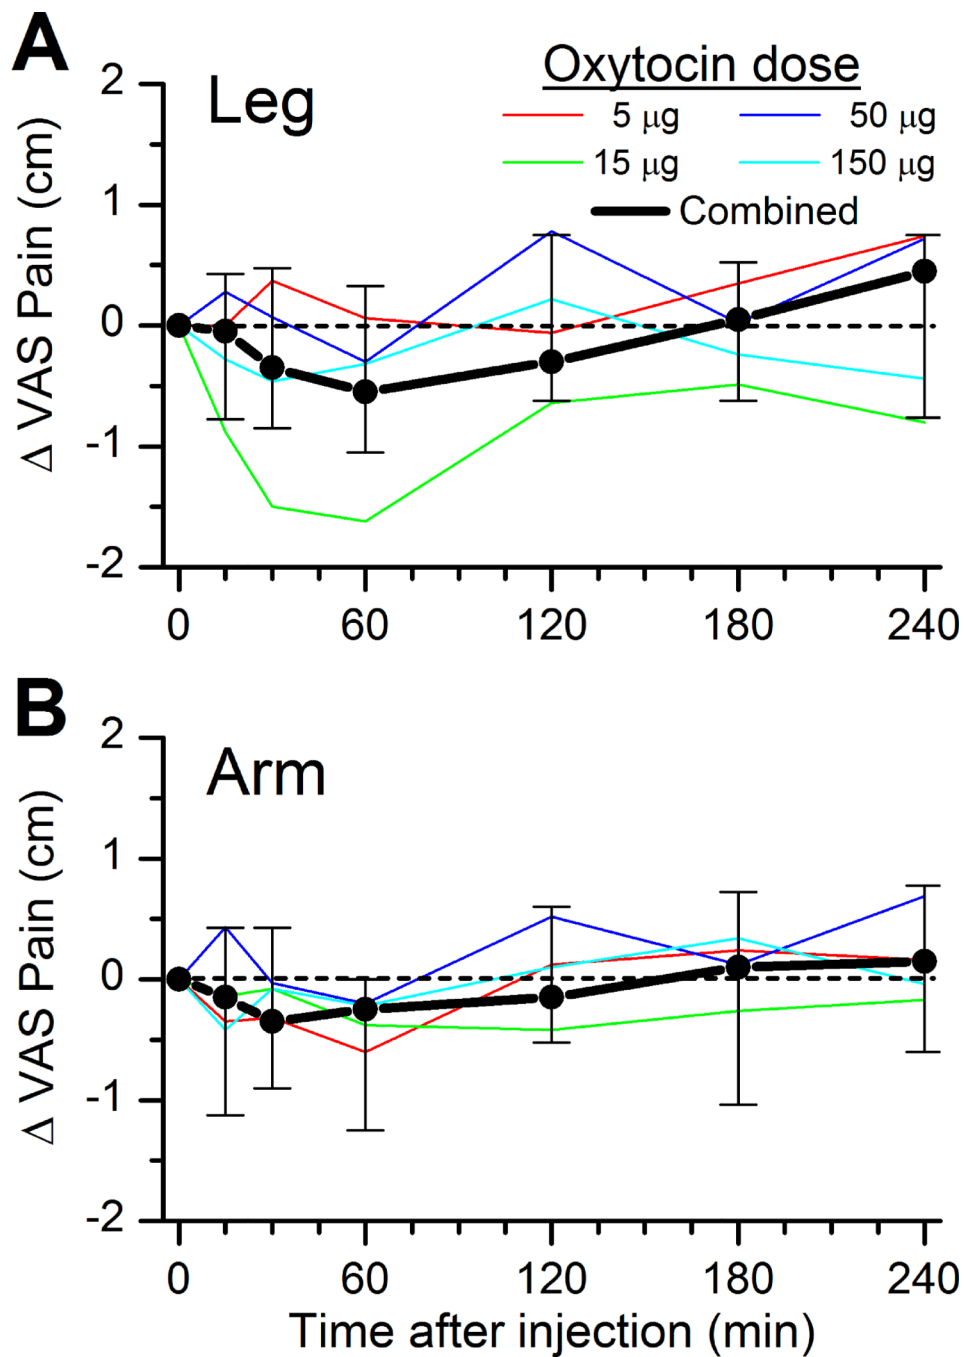 A
Leg
Oxytocin dose
5 μg
50 μg
15 μg
150 μg
Combined
Δ VAS Pain (cm)
2
1
0
-1
-2
0
60
120
180
240
B
Arm
Δ VAS Pain (cm)
2
1
0
-1
-2
0
60
120
180
240
Time after injection (min)